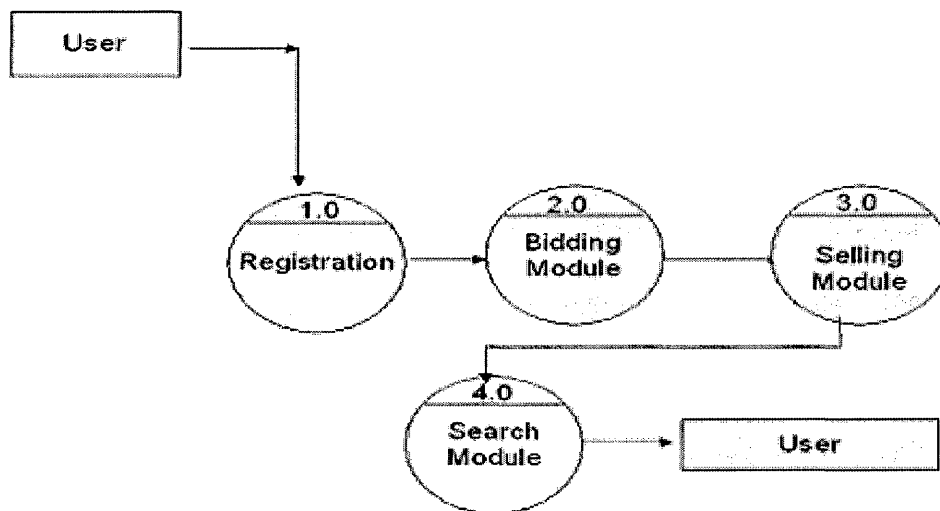 User
1.0
Registration
2.0
Bidding
Module
3.0
Selling
Module
4.0
Search
Module
User